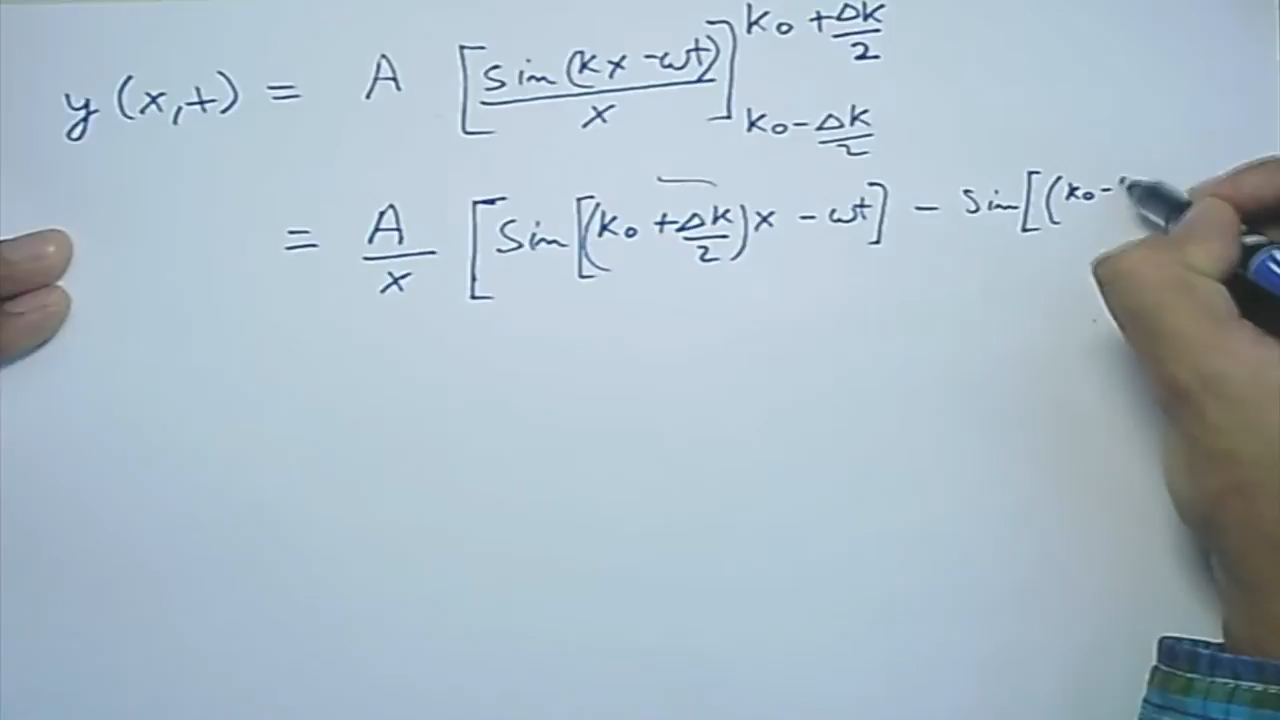 y(x,t) = A [sin(kx-ωt)/x]_{k₀-Δk/2}^{k₀+Δk/2}
= A/x [sin[(k₀+Δk/2)x - ωt] - sin[(k₀-